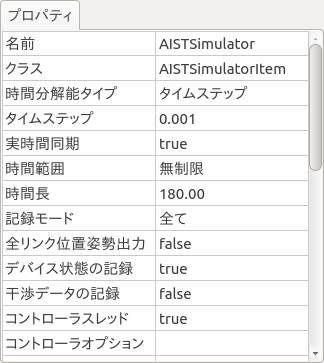 プロパティ
名前 AISTSimulator
クラス AISTSimulatorItem
時間分解能タイプ タイムステップ
タイムステップ 0.001
実時間同期 true
時間範囲 無制限
時間長 180.00
記録モード 全て
全リンク位置姿勢出力 false
デバイス状態の記録 true
干渉データの記録 false
コントローラスレッド true
コントローラオプション